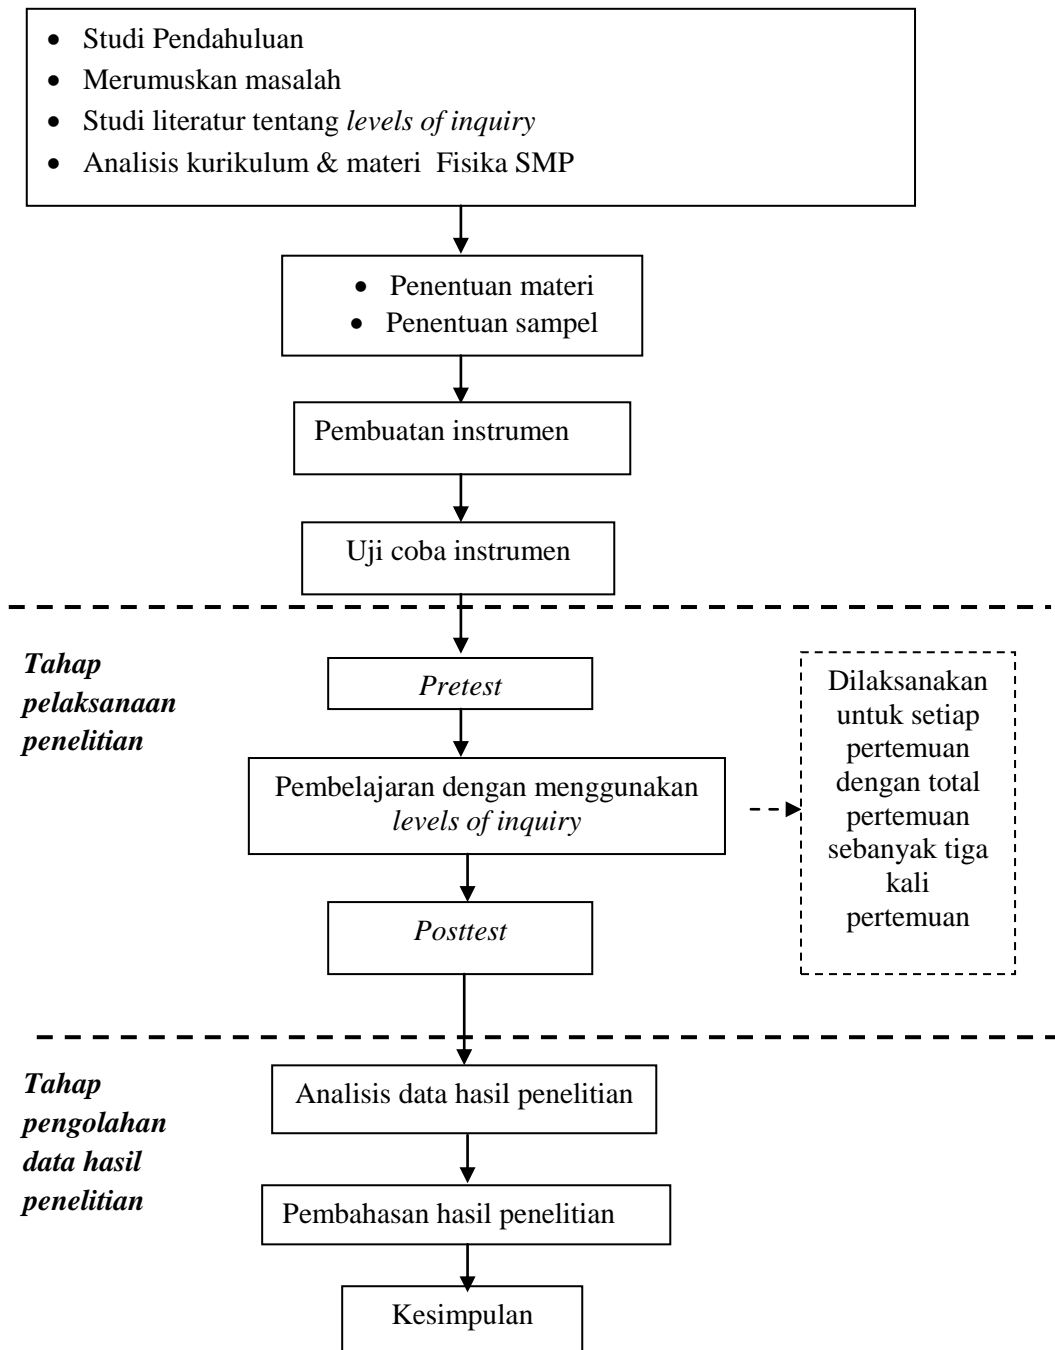 • Studi Pendahuluan
• Merumuskan masalah
• Studi literatur tentang levels of inquiry
• Analisis kurikulum & materi Fisika SMP
• Penentuan materi
• Penentuan sampel
Pembuatan instrumen
Uji coba instrumen
Tahap
pelaksanaan
penelitian
Pretest
Pembelajaran dengan menggunakan
levels of inquiry
Posttest
Dilaksanakan
untuk setiap
pertemuan
dengan total
pertemuan
sebanyak tiga
kali
pertemuan
Tahap
pengolahan
data hasil
penelitian
Analisis data hasil penelitian
Pembahasan hasil penelitian
Kesimpulan